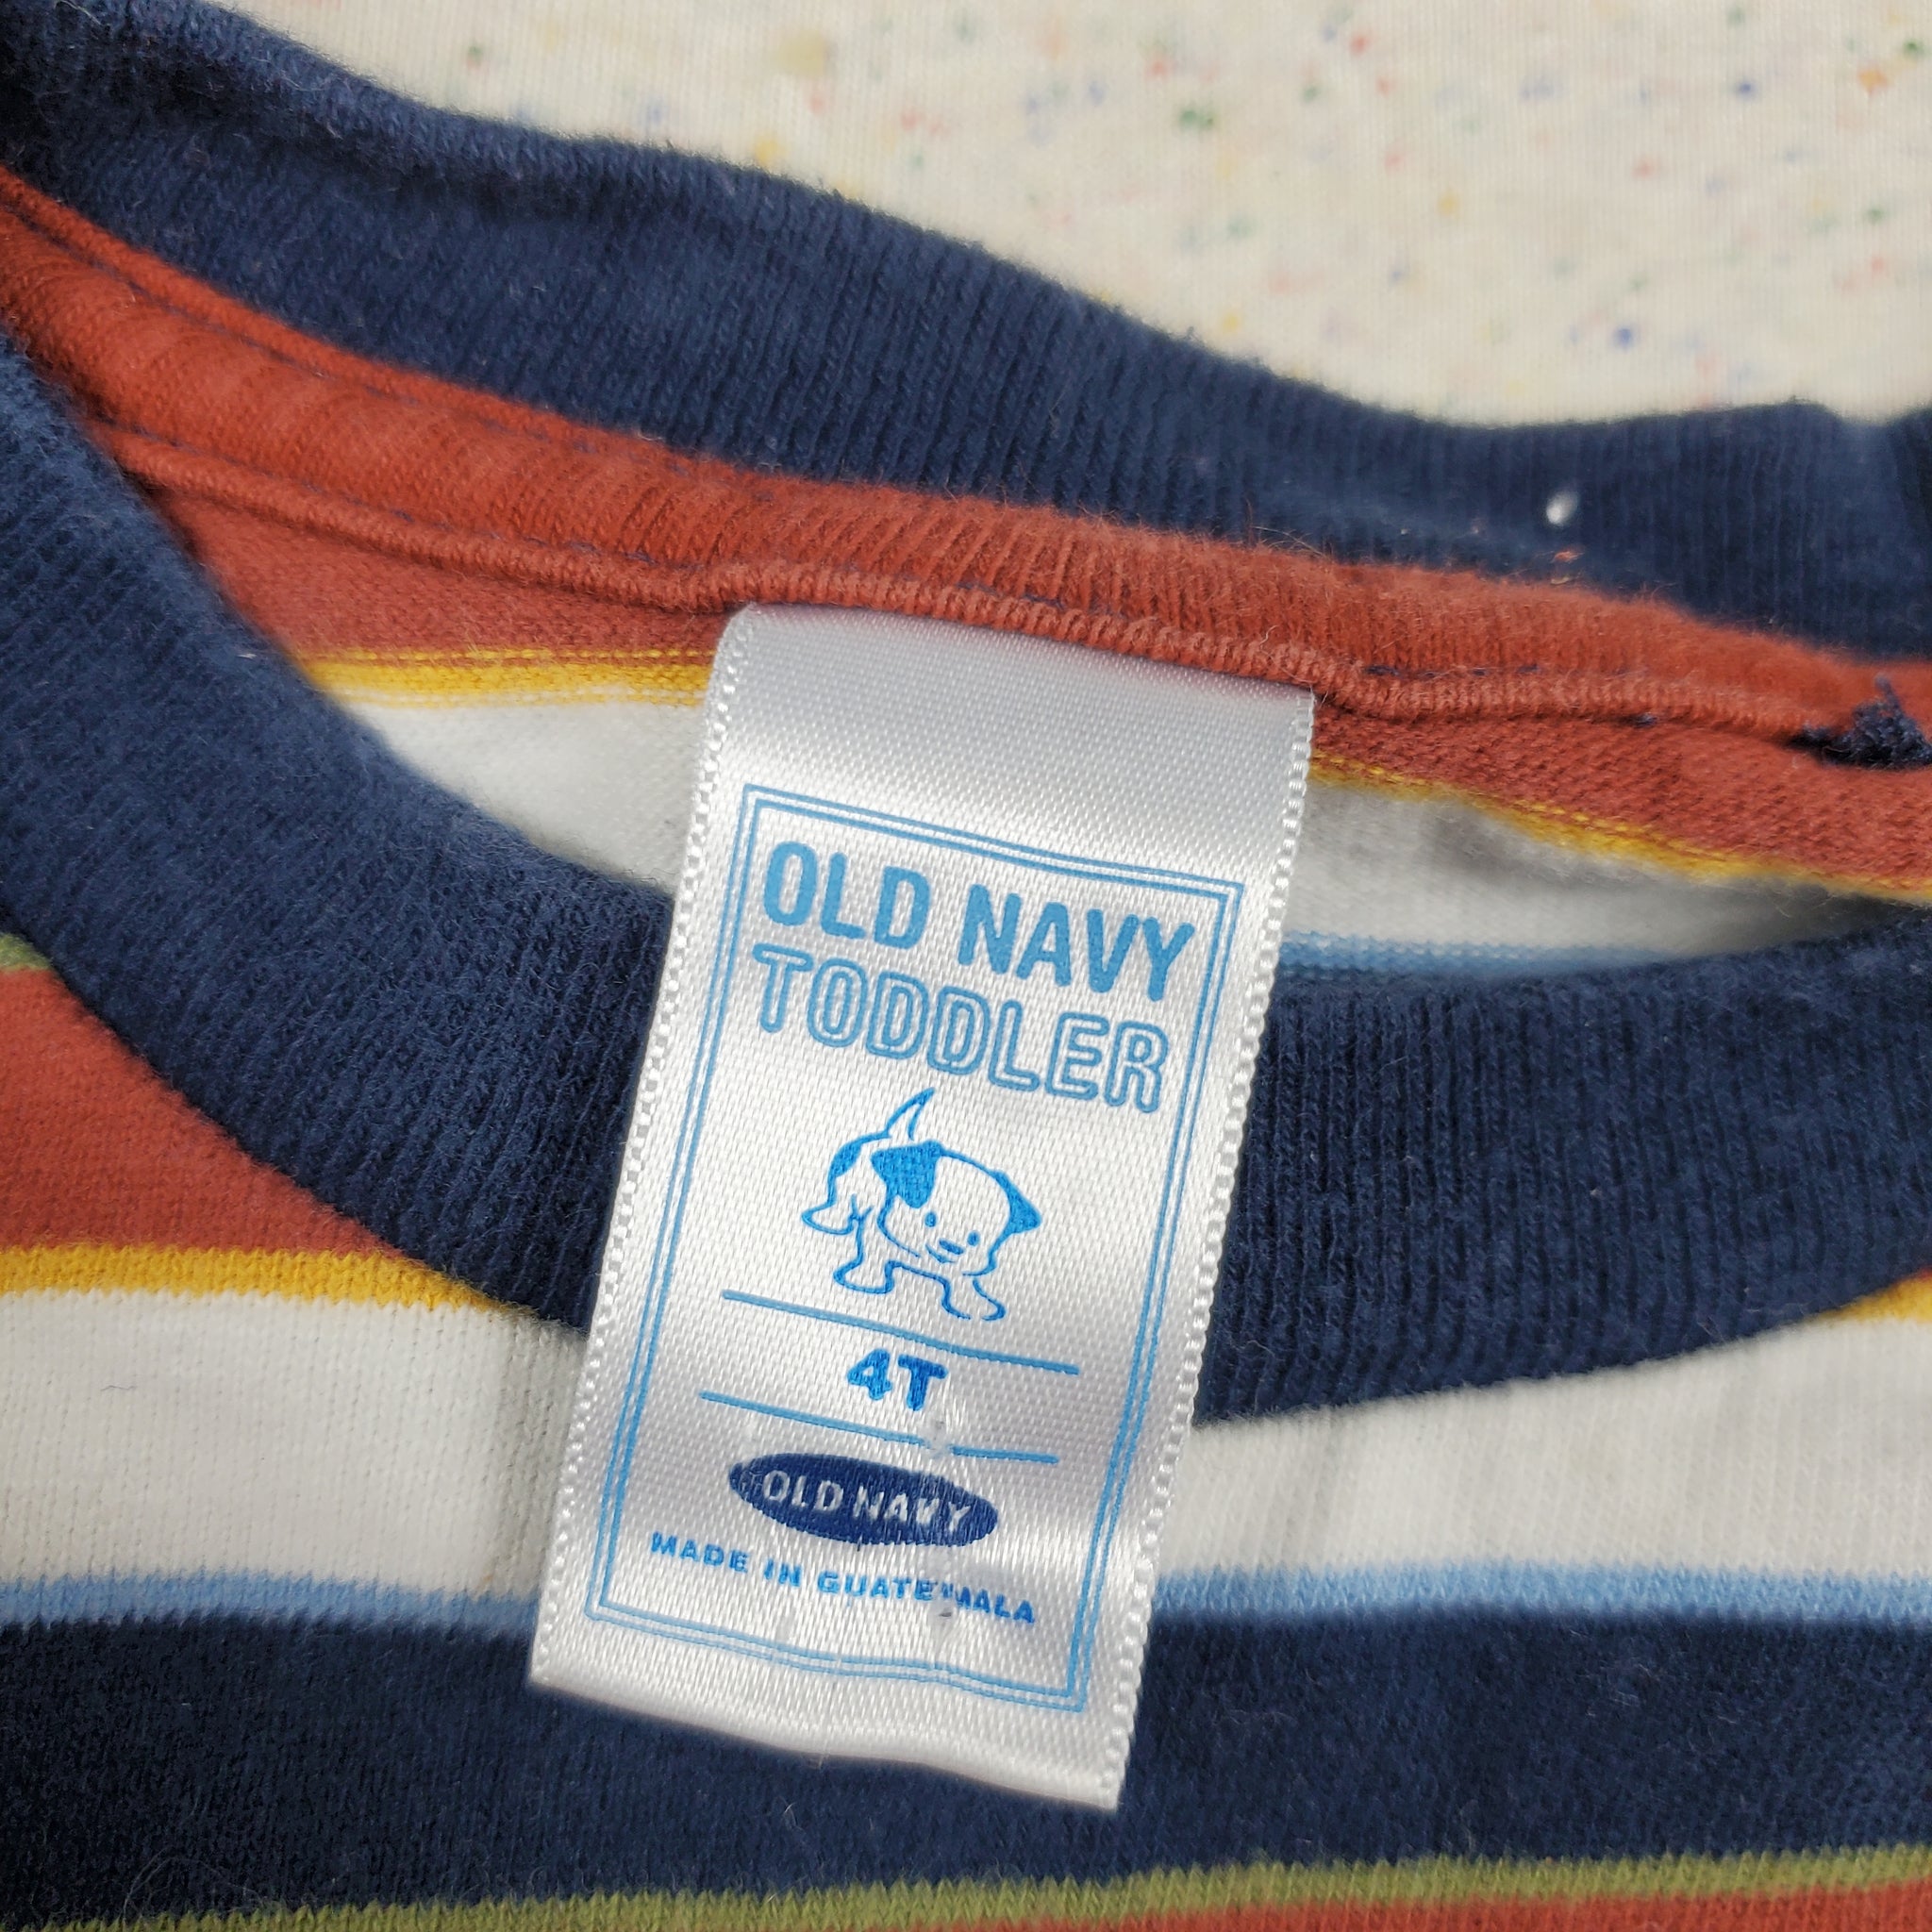 OLD NAVY
TODDLER
4T
OLD NAVY
MADE IN GUATEMALA